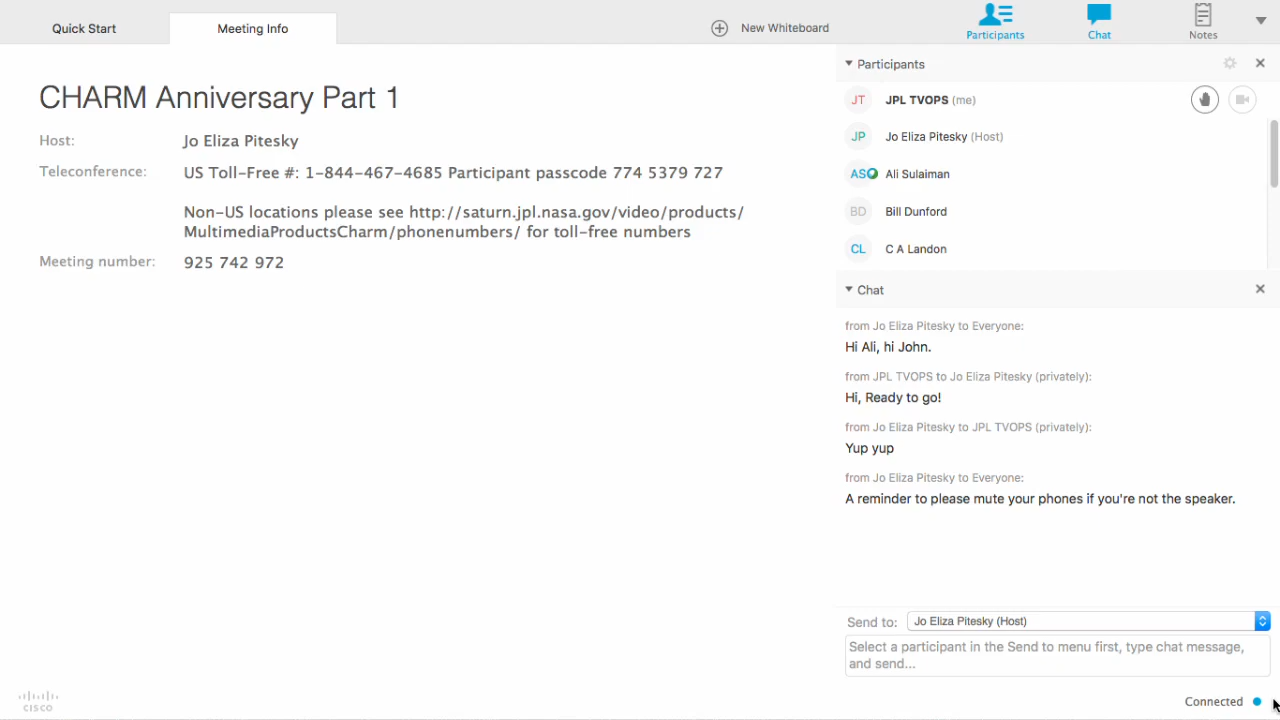 Quick Start
Meeting Info
New Whiteboard
Participants
Chat
Notes
CHARM Anniversary Part 1
Host:
Jo Eliza Pitesky
Teleconference:
US Toll-Free #: 1-844-467-4685 Participant passcode 774 5379 727
Non-US locations please see http://saturn.jpl.nasa.gov/video/products/
MultimediaProductsCharm/phonenumbers/ for toll-free numbers
Meeting number:
925 742 972
Participants
JT JPL TVOPS (me)
JP Jo Eliza Pitesky (Host)
AS Ali Sulaiman
BD Bill Dunford
CL C A Landon
Chat
from Jo Eliza Pitesky to Everyone:
Hi Ali, hi John.
from JPL TVOPS to Jo Eliza Pitesky (privately):
Hi, Ready to go!
from Jo Eliza Pitesky to JPL TVOPS (privately):
Yup yup
from Jo Eliza Pitesky to Everyone:
A reminder to please mute your phones if you're not the speaker.
Send to: Jo Eliza Pitesky (Host)
Select a participant in the Send to menu first, type chat message,
and send...
CISCO
Connected